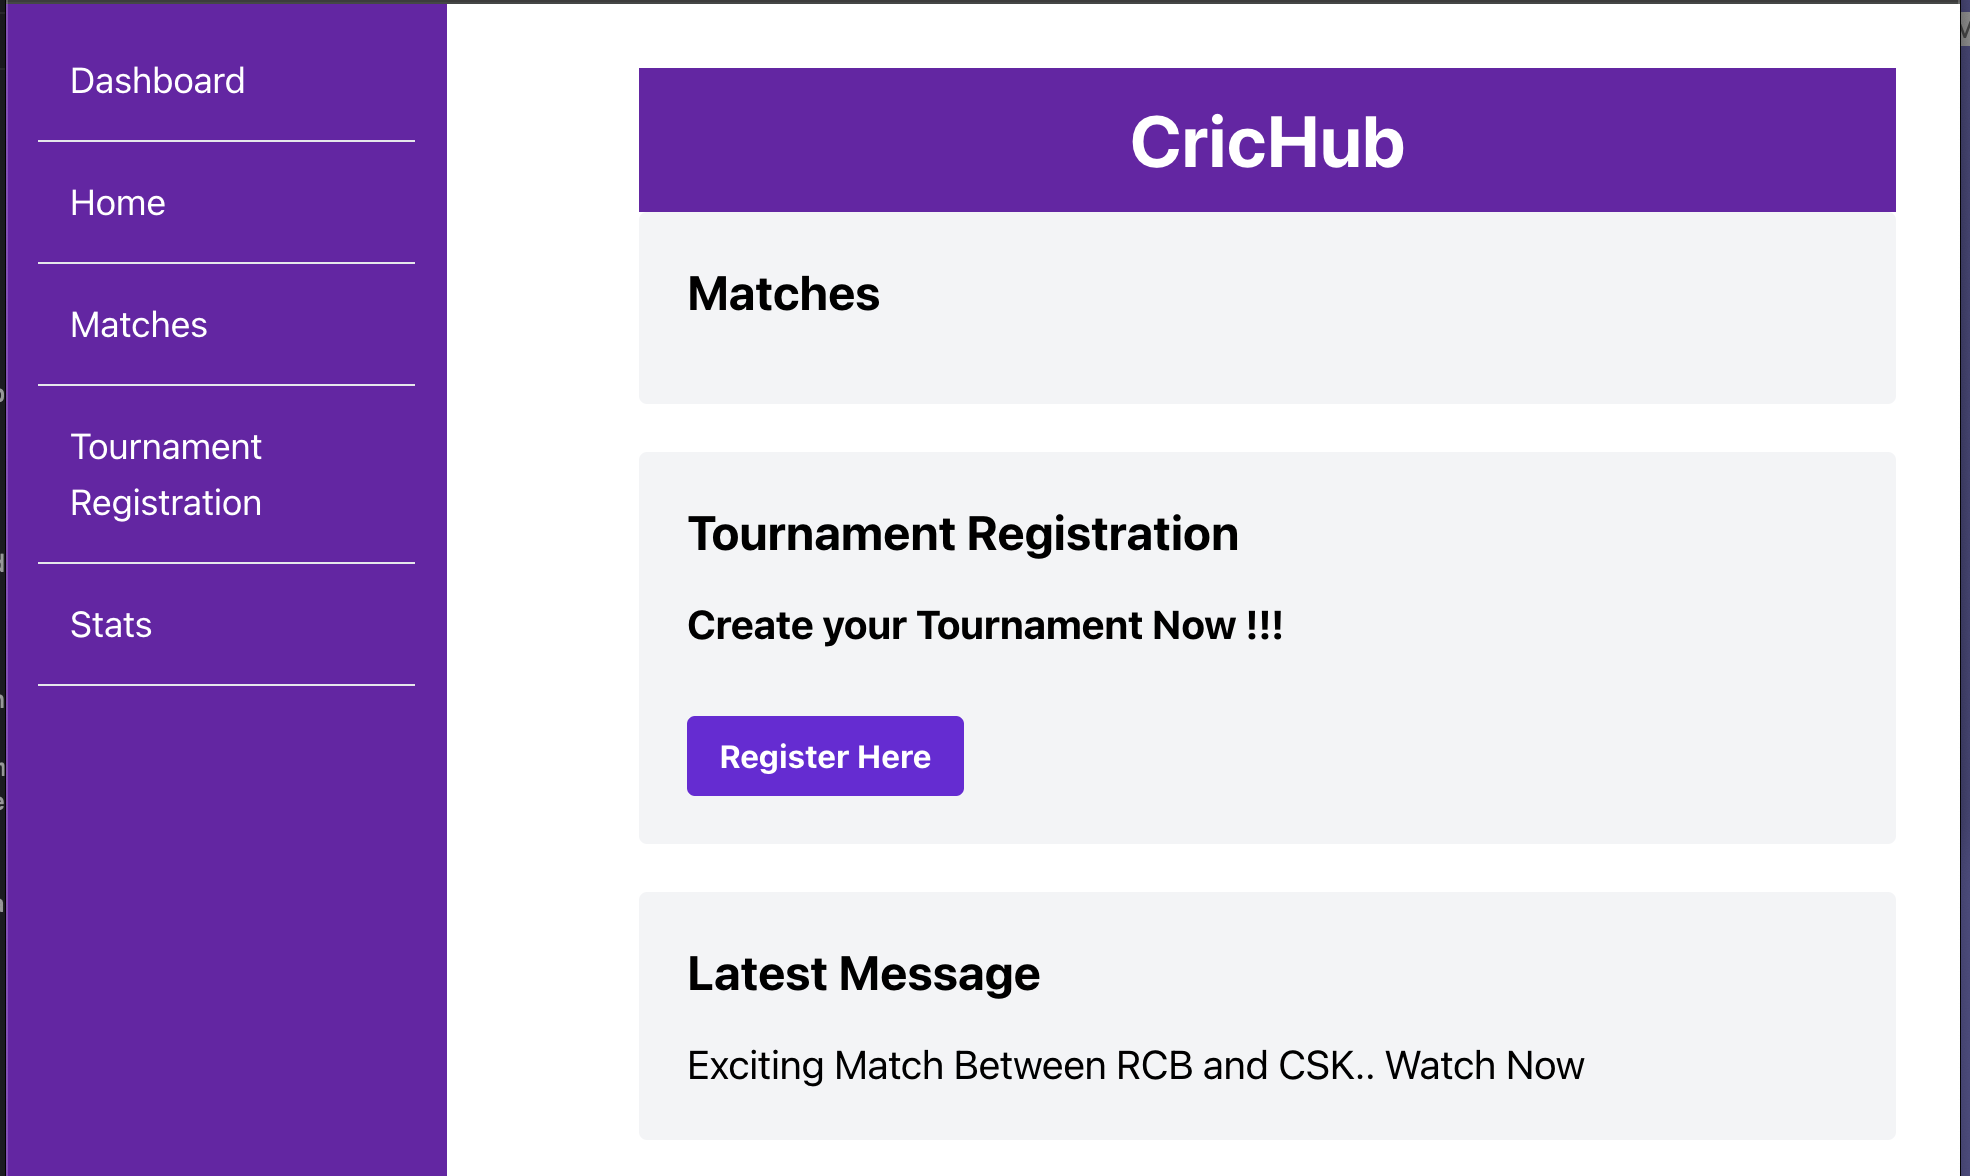 Dashboard
Home
Matches
Tournament
Registration
Stats
CricHub
Matches
Tournament Registration
Create your Tournament Now !!!
Register Here
Latest Message
Exciting Match Between RCB and CSK.. Watch Now